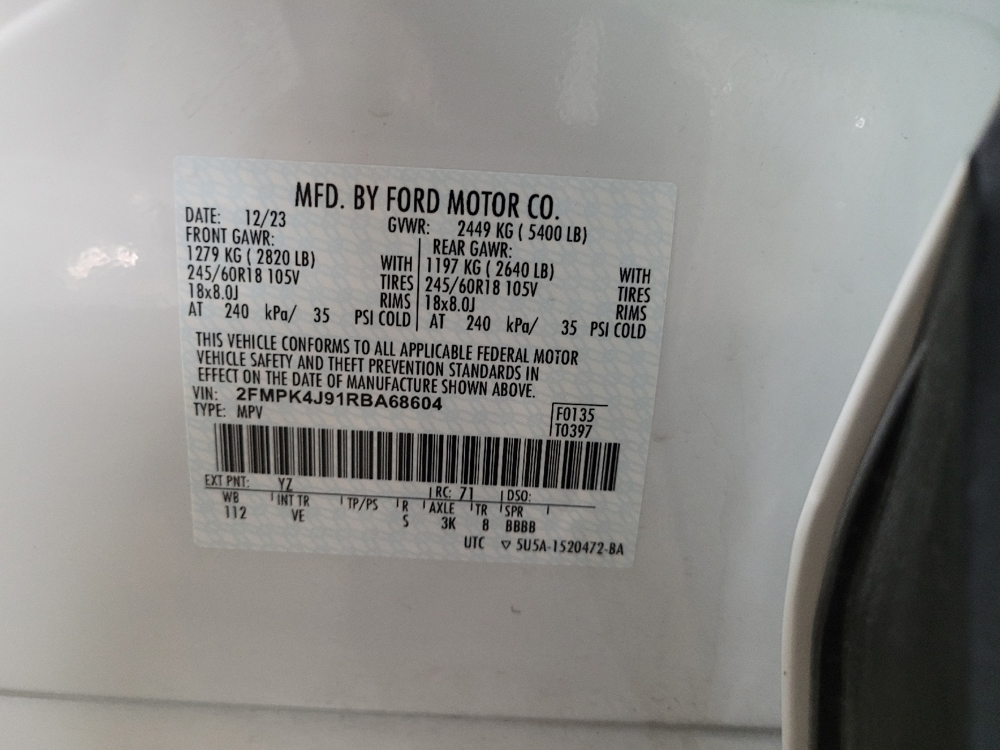 MFD. BY FORD MOTOR CO.
DATE: 12/23 GVWR: 2449 KG ( 5400 LB)
FRONT GAWR: REAR GAWR:
1279 KG ( 2820 LB) WITH 1197 KG ( 2640 LB) WITH
245/60R18 105V TIRES 245/60R18 105V TIRES
18x8.0J RIMS 18x8.0J RIMS
AT 240 kPa/ 35 PSI COLD AT 240 kPa/ 35 PSI COLD
THIS VEHICLE CONFORMS TO ALL APPLICABLE FEDERAL MOTOR
VEHICLE SAFETY AND THEFT PREVENTION STANDARDS IN
EFFECT ON THE DATE OF MANUFACTURE SHOWN ABOVE.
VIN: 2FMPK4J91RBA68604
TYPE: MPV F0135
T0397
EXT PNT: YZ RC: 71 DSO:
WB INT TR TP/PS R AXLE TR SPR
112 VE S 3K 8 BBBB
UTC ▽ 5U5A-1520472-BA